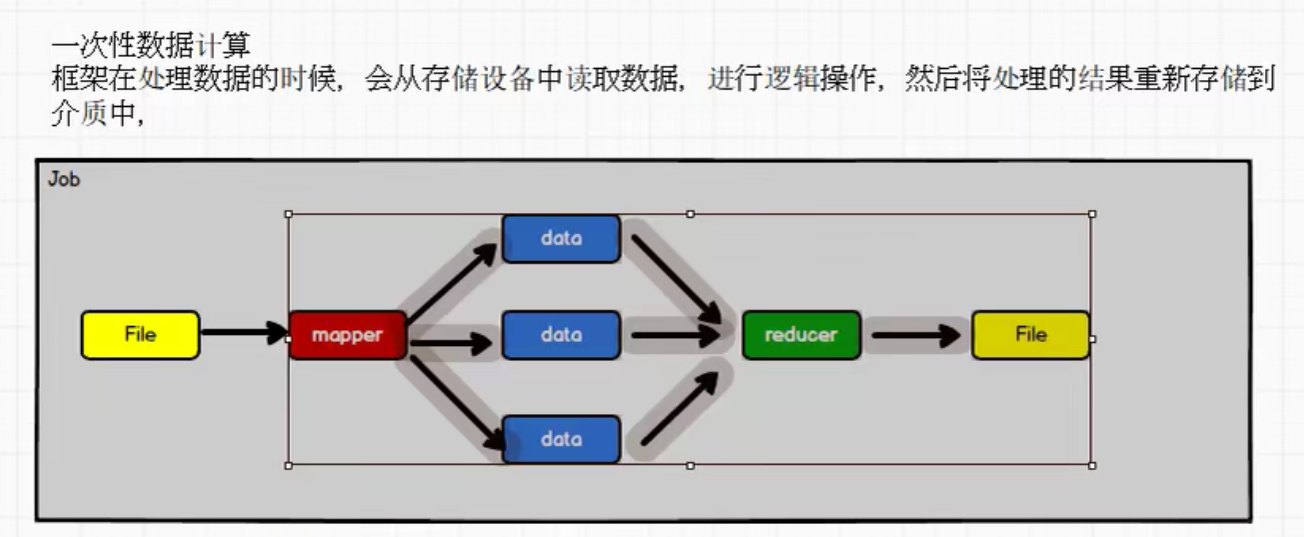 一次性数据计算
框架在处理数据的时候，会从存储设备中读取数据，进行逻辑操作，然后将处理的结果重新存储到
介质中，
Job
data
File
mapper
data
reducer
File
data